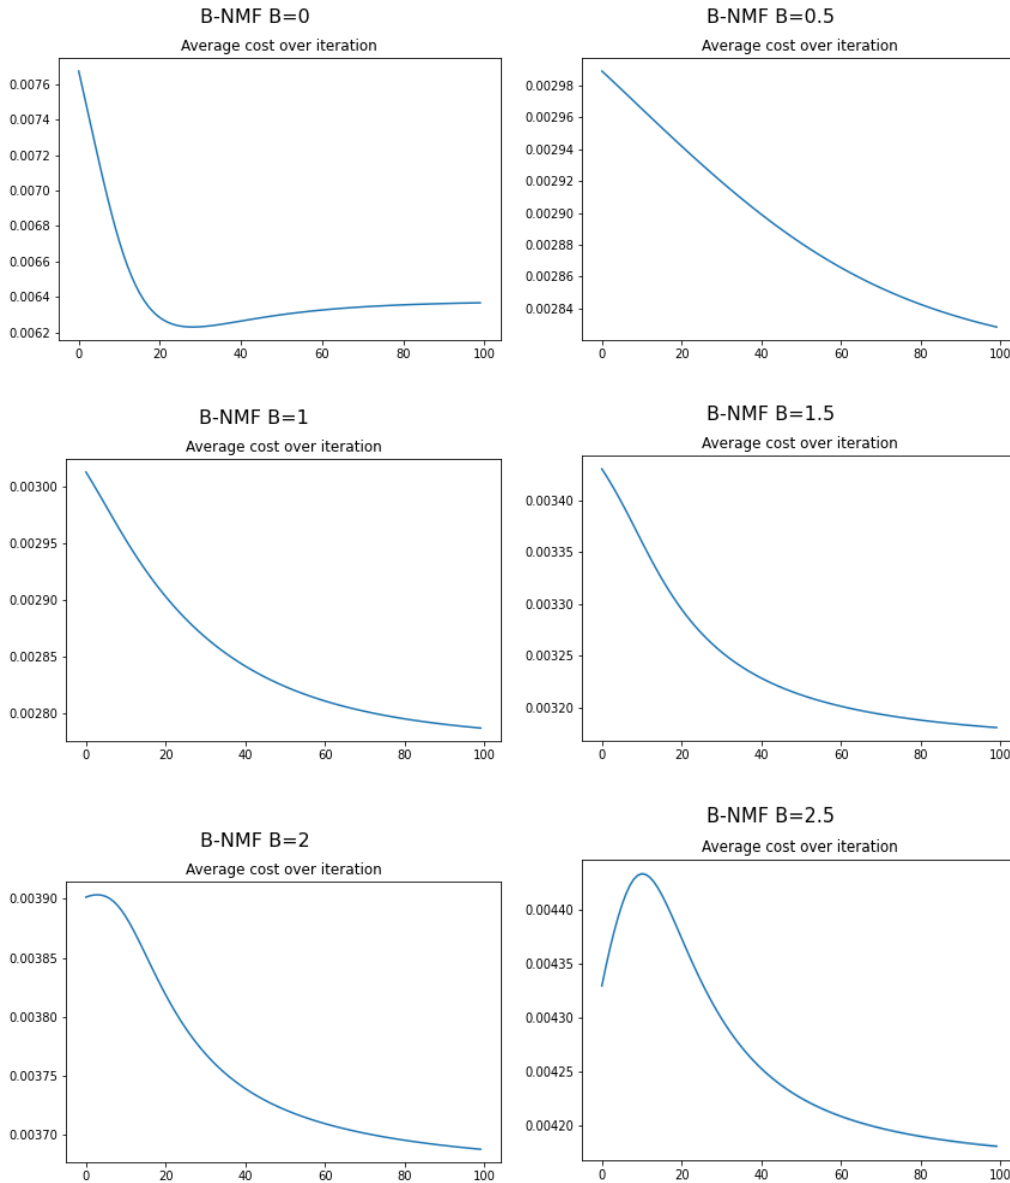 B-NMF B=0
Average cost over iteration
0.0076
0.0074
0.0072
0.0070
0.0068
0.0066
0.0064
0.0062
0 20 40 60 80 100
B-NMF B=0.5
Average cost over iteration
0.00298
0.00296
0.00294
0.00292
0.00290
0.00288
0.00286
0.00284
0 20 40 60 80 100
B-NMF B=1
Average cost over iteration
0.00300
0.00295
0.00290
0.00285
0.00280
0 20 40 60 80 100
B-NMF B=1.5
Average cost over iteration
0.00340
0.00335
0.00330
0.00325
0.00320
0 20 40 60 80 100
B-NMF B=2
Average cost over iteration
0.00390
0.00385
0.00380
0.00375
0.00370
0 20 40 60 80 100
B-NMF B=2.5
Average cost over iteration
0.00440
0.00435
0.00430
0.00425
0.00420
0 20 40 60 80 100